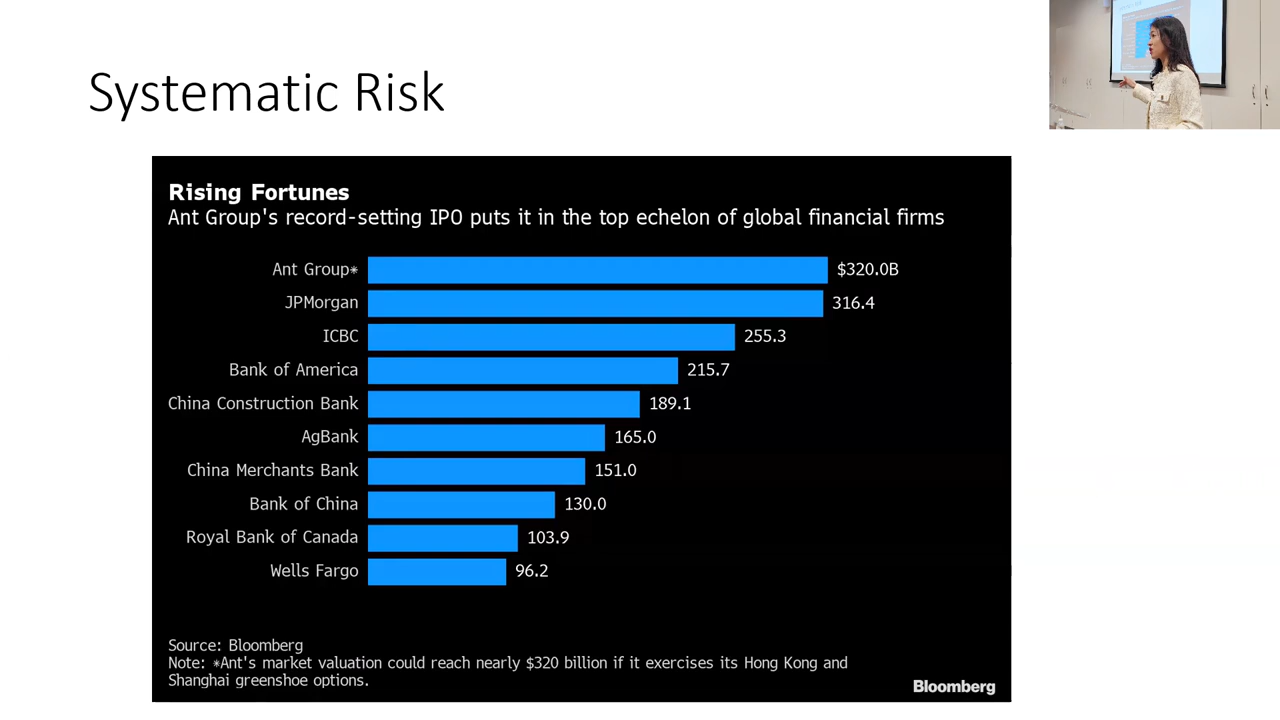 Systematic Risk
Rising Fortunes
Ant Group's record-setting IPO puts it in the top echelon of global financial firms
Ant Group* $320.0B
JPMorgan 316.4
ICBC 255.3
Bank of America 215.7
China Construction Bank 189.1
AgBank 165.0
China Merchants Bank 151.0
Bank of China 130.0
Royal Bank of Canada 103.9
Wells Fargo 96.2
Source: Bloomberg
Note: *Ant's market valuation could reach nearly $320 billion if it exercises its Hong Kong and
Shanghai greenshoe options.
Bloomberg